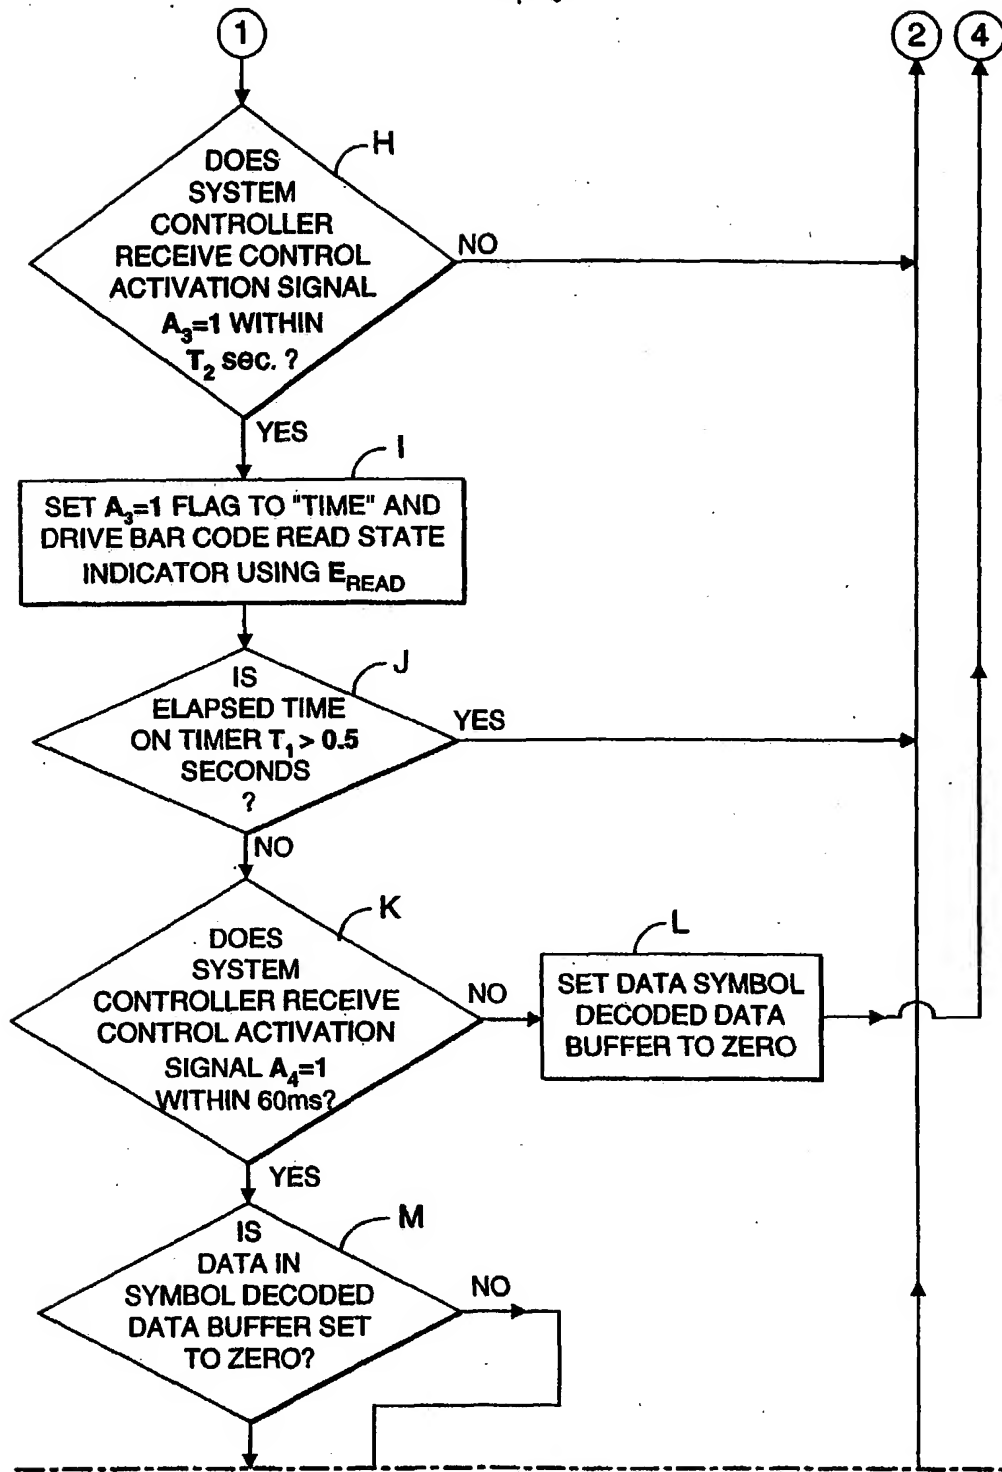 1
2
4
H
DOES
SYSTEM
CONTROLLER
RECEIVE CONTROL
ACTIVATION SIGNAL
A₃=1 WITHIN
T₂ sec. ?
NO
YES
I
SET A₃=1 FLAG TO "TIME" AND
DRIVE BAR CODE READ STATE
INDICATOR USING E_READ
J
IS
ELAPSED TIME
ON TIMER T₁ > 0.5
SECONDS
?
YES
NO
K
DOES
SYSTEM
CONTROLLER RECEIVE
CONTROL ACTIVATION
SIGNAL A₄=1
WITHIN 60ms?
NO
L
SET DATA SYMBOL
DECODED DATA
BUFFER TO ZERO
YES
M
IS
DATA IN
SYMBOL DECODED
DATA BUFFER SET
TO ZERO?
NO